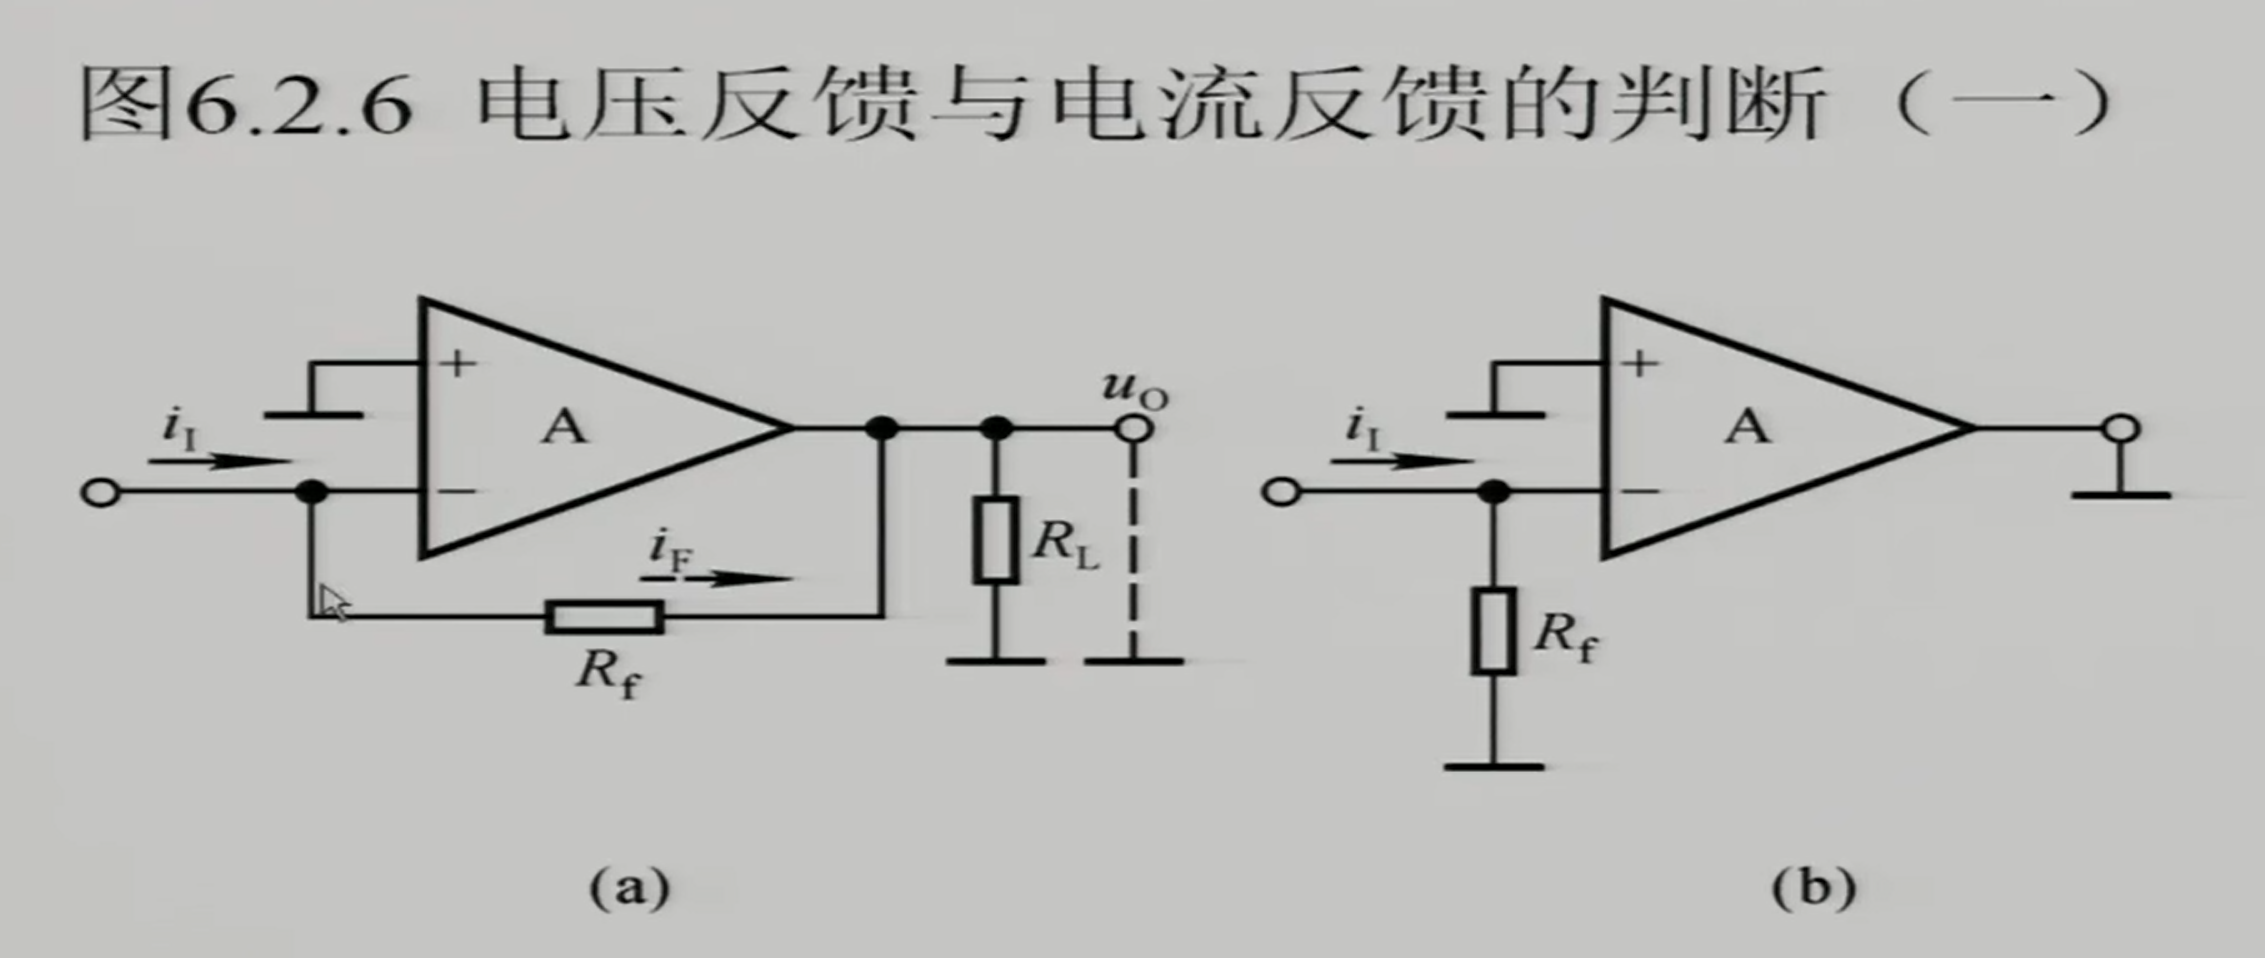 图6.2.6 电压反馈与电流反馈的判断（一）
+
A
−
i_I
i_F
R_f
R_L
u_O
(a)
+
A
−
i_I
R_f
(b)